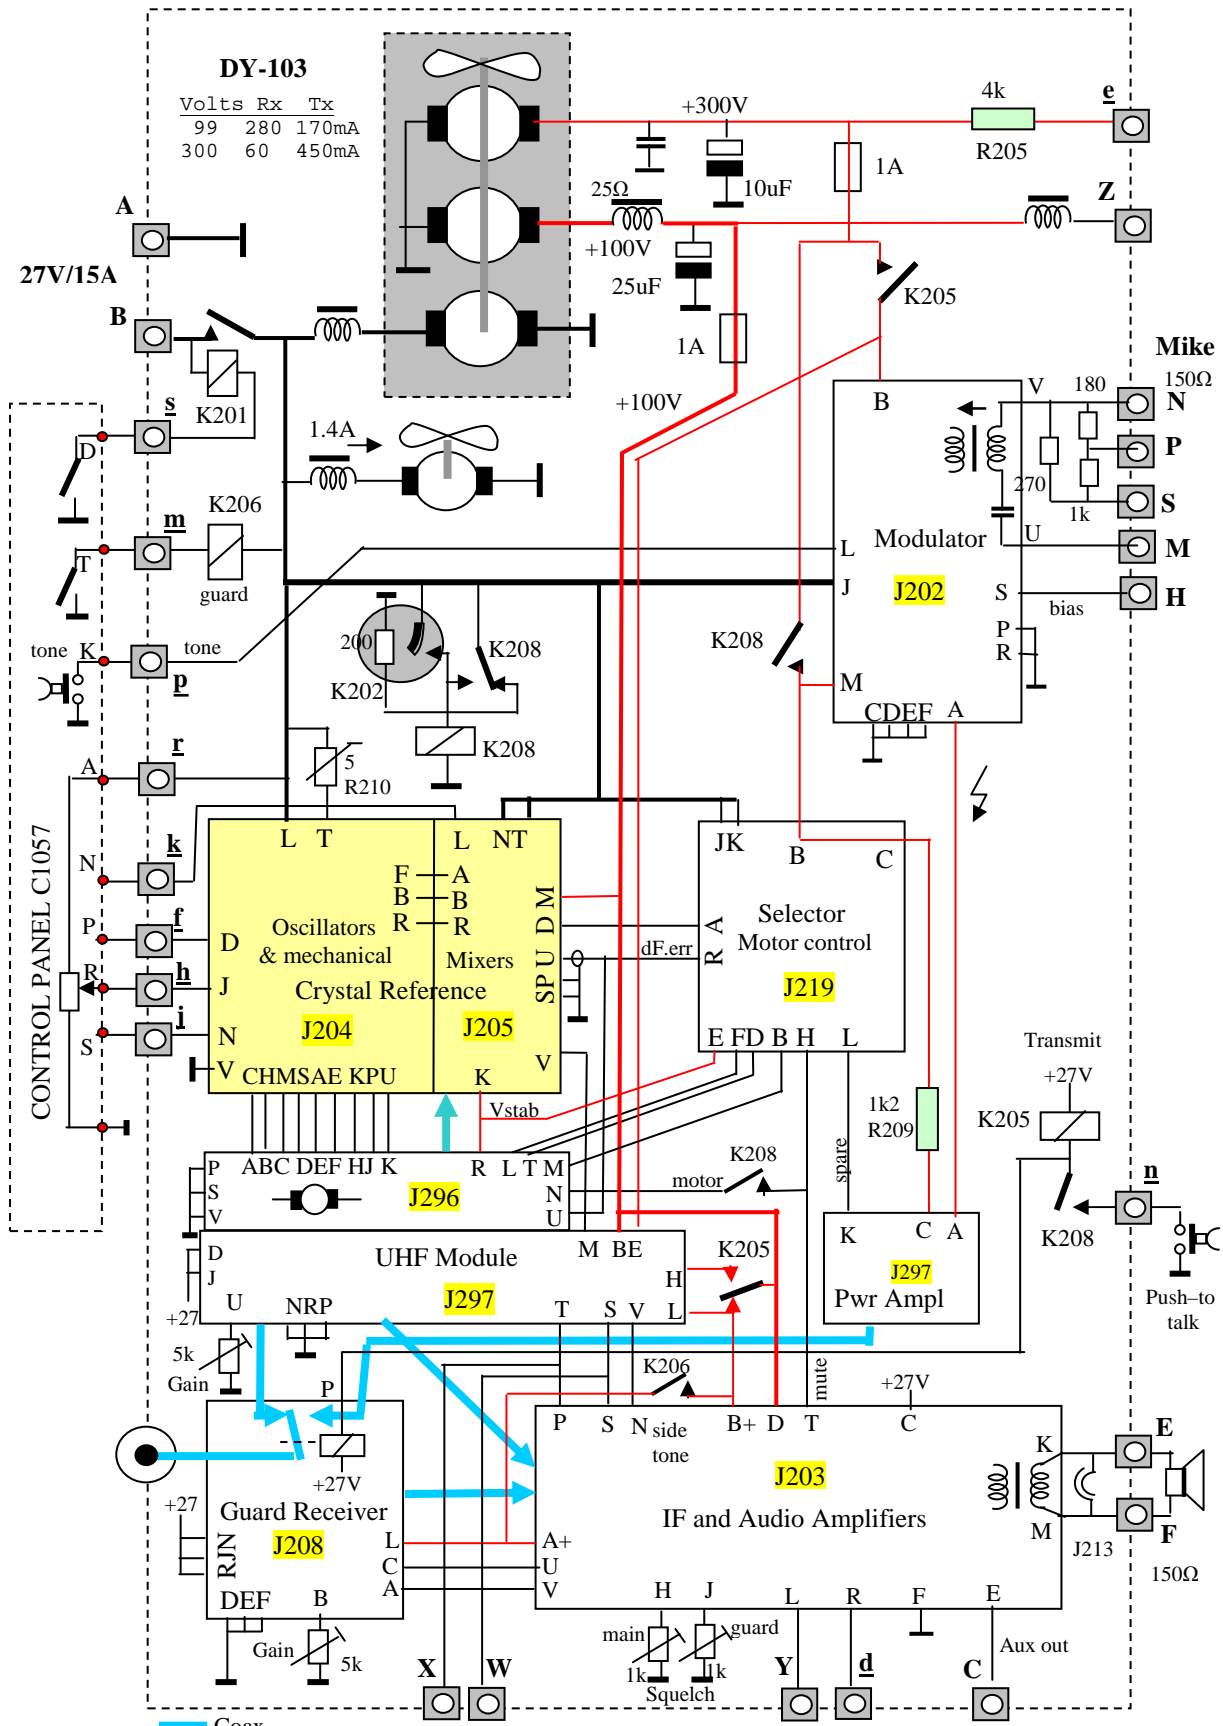 DY-103
Volts Rx Tx
99 280 170mA
300 60 450mA
+300V
4k
e
R205
1A
10uF
25Ω
Z
A
+100V
27V/15A
25uF
K205
B
1A
Mike
150Ω
K201
+100V
B
V
180
N
s
D
1.4A
P
K206
270
1k
S
m
T
Modulator
U
M
L
guard
J
J202
S
bias
H
P
R
tone
K
tone
200
K208
K208
p
K202
M
CDEF
A
K208
r
A
5
R210
CONTROL PANEL C1057
L T
L
NT
JK
B
C
k
N
F A
B B
R R
M
D
U
SP
A
R
Selector
Motor control
J219
f
P
D
Oscillators
& mechanical
Mixers
dF.err
h
R
J
Crystal Reference
J204
J205
j
S
N
E FD B H L
Transmit
V
V
CHMSAE KPU
K
Vstab
+27V
1k2
R209
K205
spare
P
S
V
ABC DEF HJ K
R L T M
N
U
J296
motor
K208
n
K208
D
J
UHF Module
M BE
K205
K
C A
H
L
J297
J297
Pwr Ampl
+27
U
NRP
T
S V
Push–to
talk
5k
Gain
K206
mute
P
+27V
P
S
N side
tone
B+ D T
C
E
K
+27V
J203
+27
Guard Receiver
IF and Audio Amplifiers
M
F
J208
L
A+
J213
RJN
C
U
150Ω
A
V
DEF
B
H
J
L
R
F
E
Gain
5k
main
guard
Aux out
1k
1k
Squelch
X
W
Y
d
C
Coax